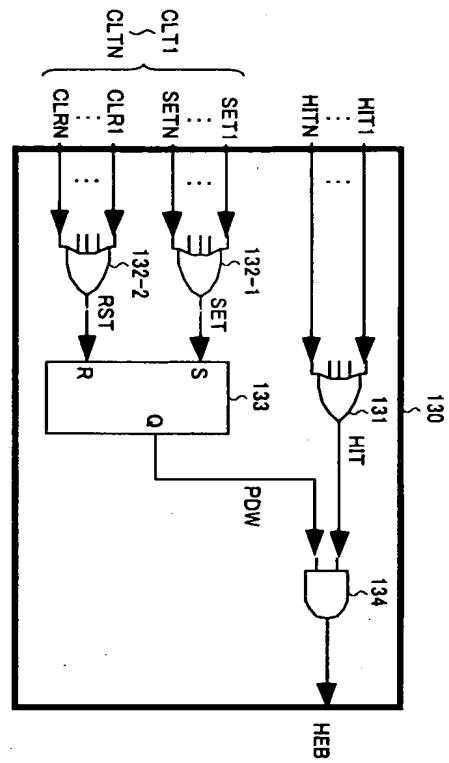 130
HIT1
⋮
HITN
131
HIT
134
HEB
CLT1
~
CLTN
SET1
⋮
SETN
132-1
SET
CLR1
⋮
CLRN
132-2
RST
133
S
R
Q
PDW